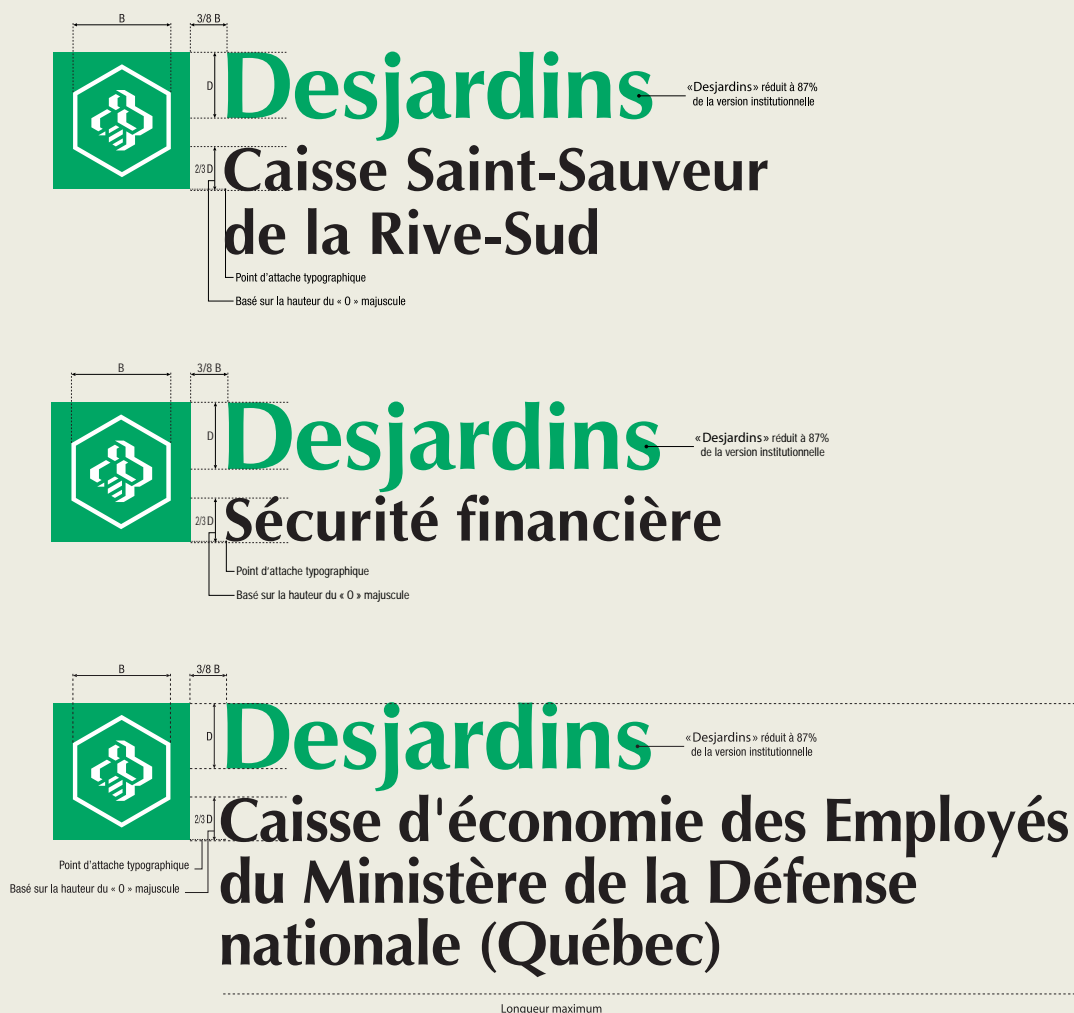 B
3/8 B
D
Desjardins
«Desjardins» réduit à 87%
de la version institutionnelle
2/3 D
Caisse Saint-Sauveur
de la Rive-Sud
Point d'attache typographique
Basé sur la hauteur du « O » majuscule
B
3/8 B
D
Desjardins
«Desjardins» réduit à 87%
de la version institutionnelle
2/3 D
Sécurité financière
Point d'attache typographique
Basé sur la hauteur du « O » majuscule
B
3/8 B
D
Desjardins
«Desjardins» réduit à 87%
de la version institutionnelle
2/3 D
Caisse d'économie des Employés
du Ministère de la Défense
nationale (Québec)
Point d'attache typographique
Basé sur la hauteur du « O » majuscule
Longueur maximum